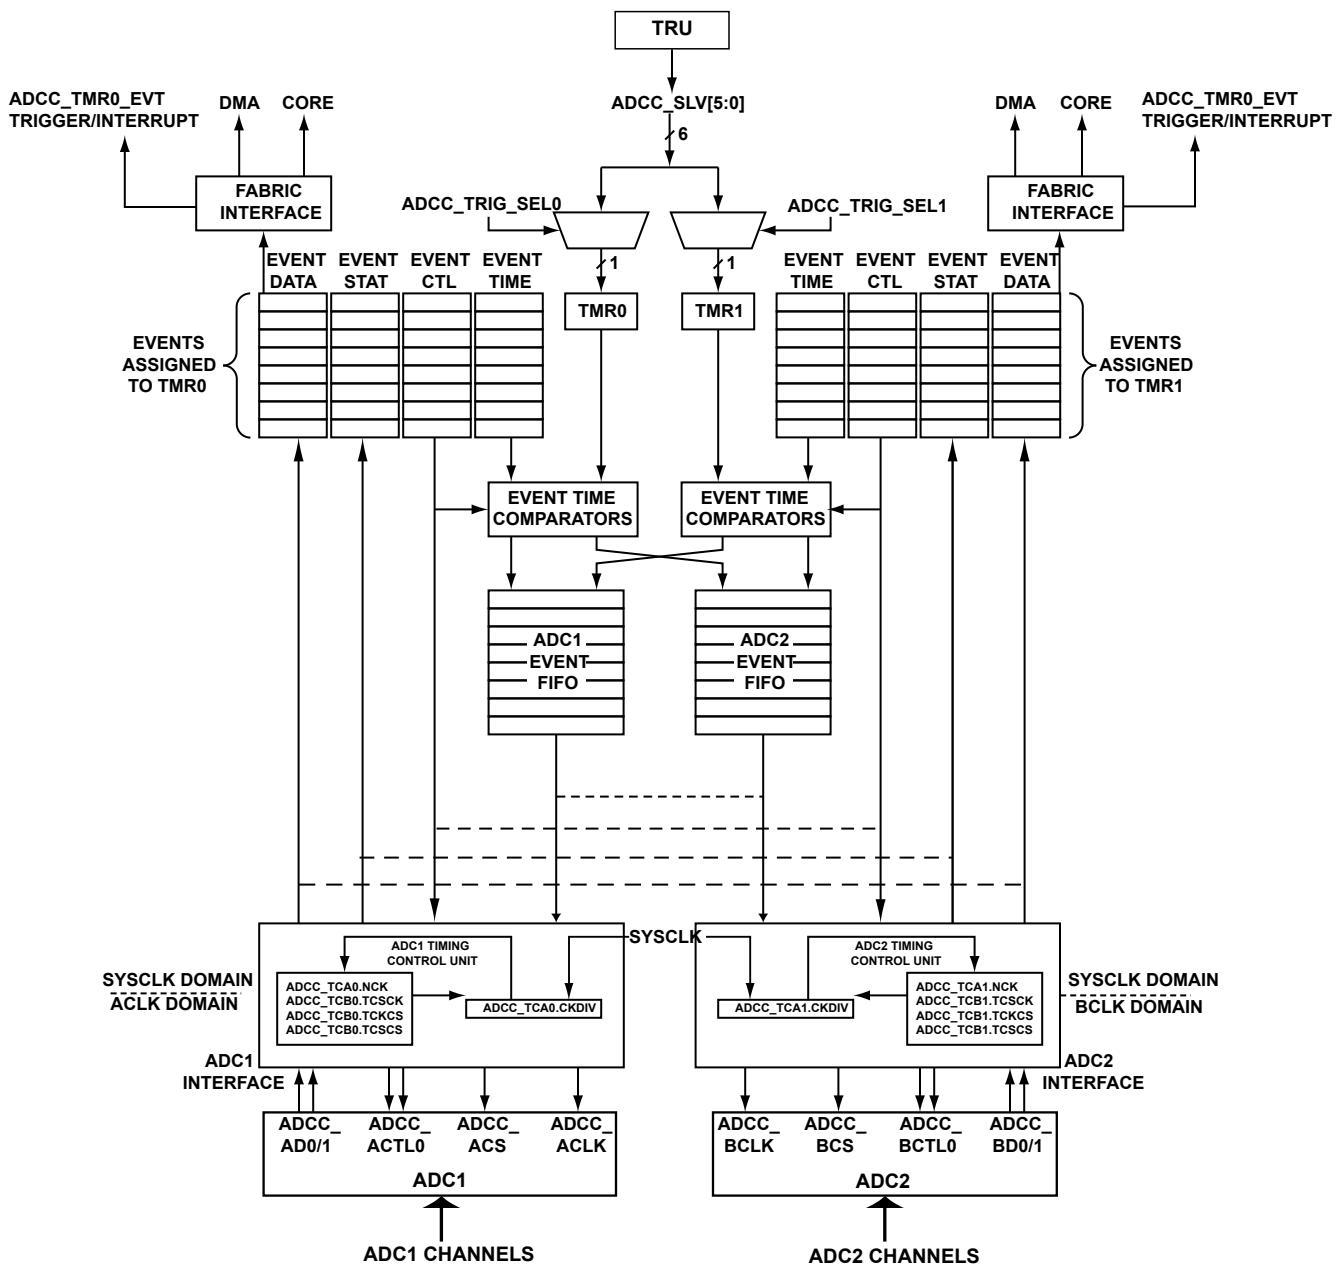 TRU
ADCC_SLV[5:0]
6
ADCC_TMR0_EVT
TRIGGER/INTERRUPT
DMA
CORE
DMA
CORE
ADCC_TMR0_EVT
TRIGGER/INTERRUPT
FABRIC
INTERFACE
ADCC_TRIG_SEL0
ADCC_TRIG_SEL1
FABRIC
INTERFACE
EVENT
DATA
EVENT
STAT
EVENT
CTL
EVENT
TIME
1
1
EVENT
TIME
EVENT
CTL
EVENT
STAT
EVENT
DATA
TMR0
TMR1
EVENTS
ASSIGNED
TO TMR0
EVENTS
ASSIGNED
TO TMR1
EVENT TIME
COMPARATORS
EVENT TIME
COMPARATORS
ADC1
EVENT
FIFO
ADC2
EVENT
FIFO
SYSCLK
ADC1 TIMING
CONTROL UNIT
ADC2 TIMING
CONTROL UNIT
SYSCLK DOMAIN
ACLK DOMAIN
ADCC_TCA0.NCK
ADCC_TCB0.TCSCK
ADCC_TCB0.TCKCS
ADCC_TCB0.TCSCS
ADCC_TCA0.CKDIV
ADCC_TCA1.CKDIV
ADCC_TCA1.NCK
ADCC_TCB1.TCSCK
ADCC_TCB1.TCKCS
ADCC_TCB1.TCSCS
SYSCLK DOMAIN
BCLK DOMAIN
ADC1
INTERFACE
ADC2
INTERFACE
ADCC_
AD0/1
ADCC_
ACTL0
ADCC_
ACS
ADCC_
ACLK
ADCC_
BCLK
ADCC_
BCS
ADCC_
BCTL0
ADCC_
BD0/1
ADC1
ADC2
ADC1 CHANNELS
ADC2 CHANNELS